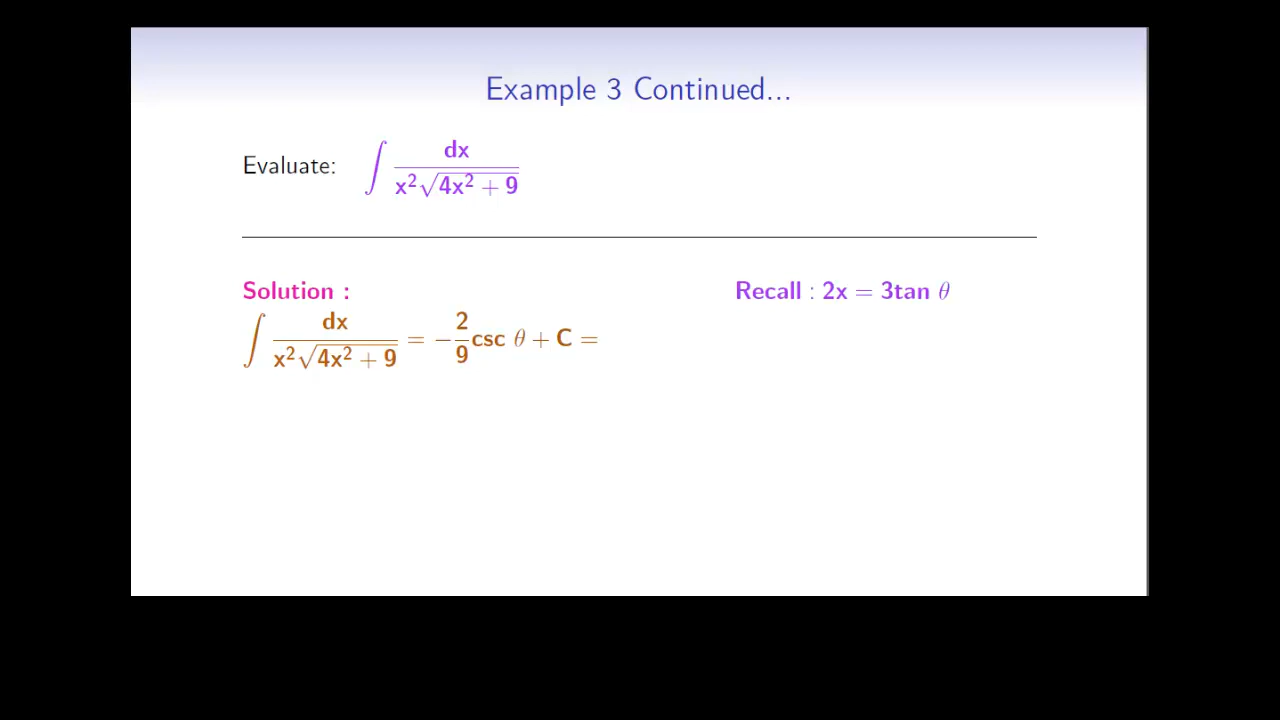 Example 3 Continued...
Evaluate: ∫ dx / (x²√(4x² + 9))
Solution : Recall : 2x = 3tan θ
∫ dx / (x²√(4x² + 9)) = −2/9 csc θ + C =